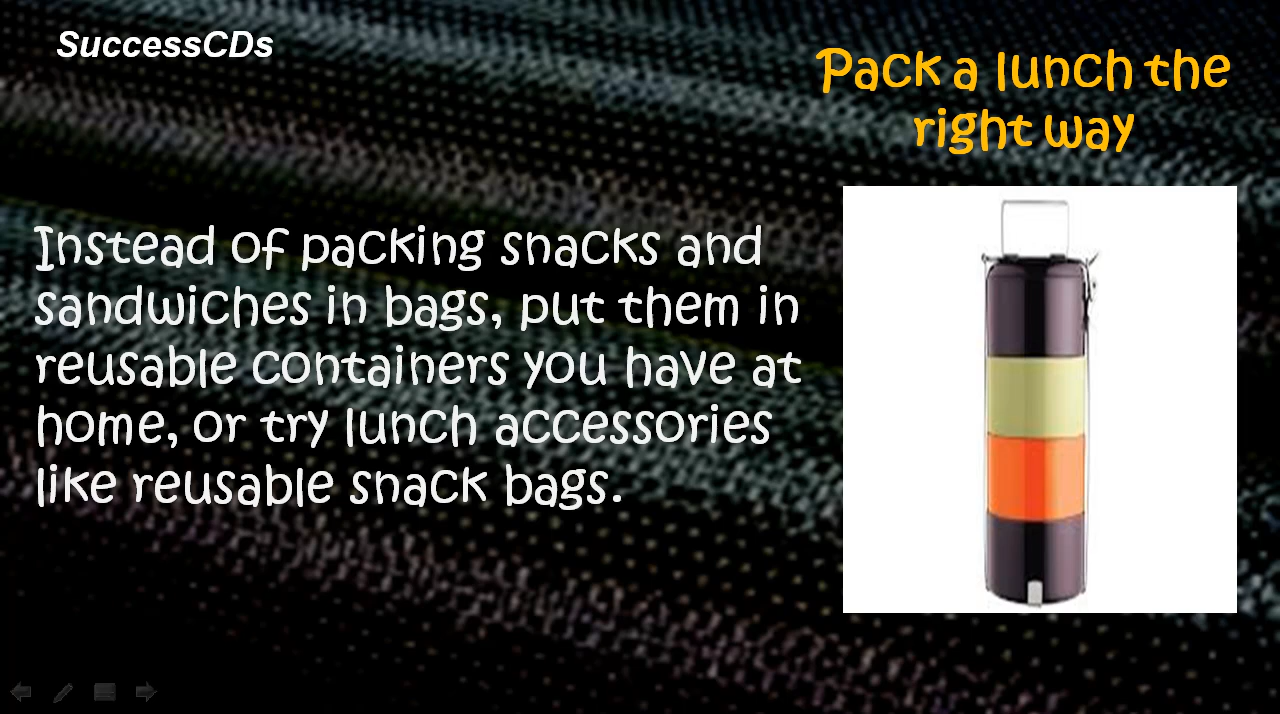 SuccessCDs
Pack a lunch the
right way
Instead of packing snacks and
sandwiches in bags, put them in
reusable containers you have at
home, or try lunch accessories
like reusable snack bags.